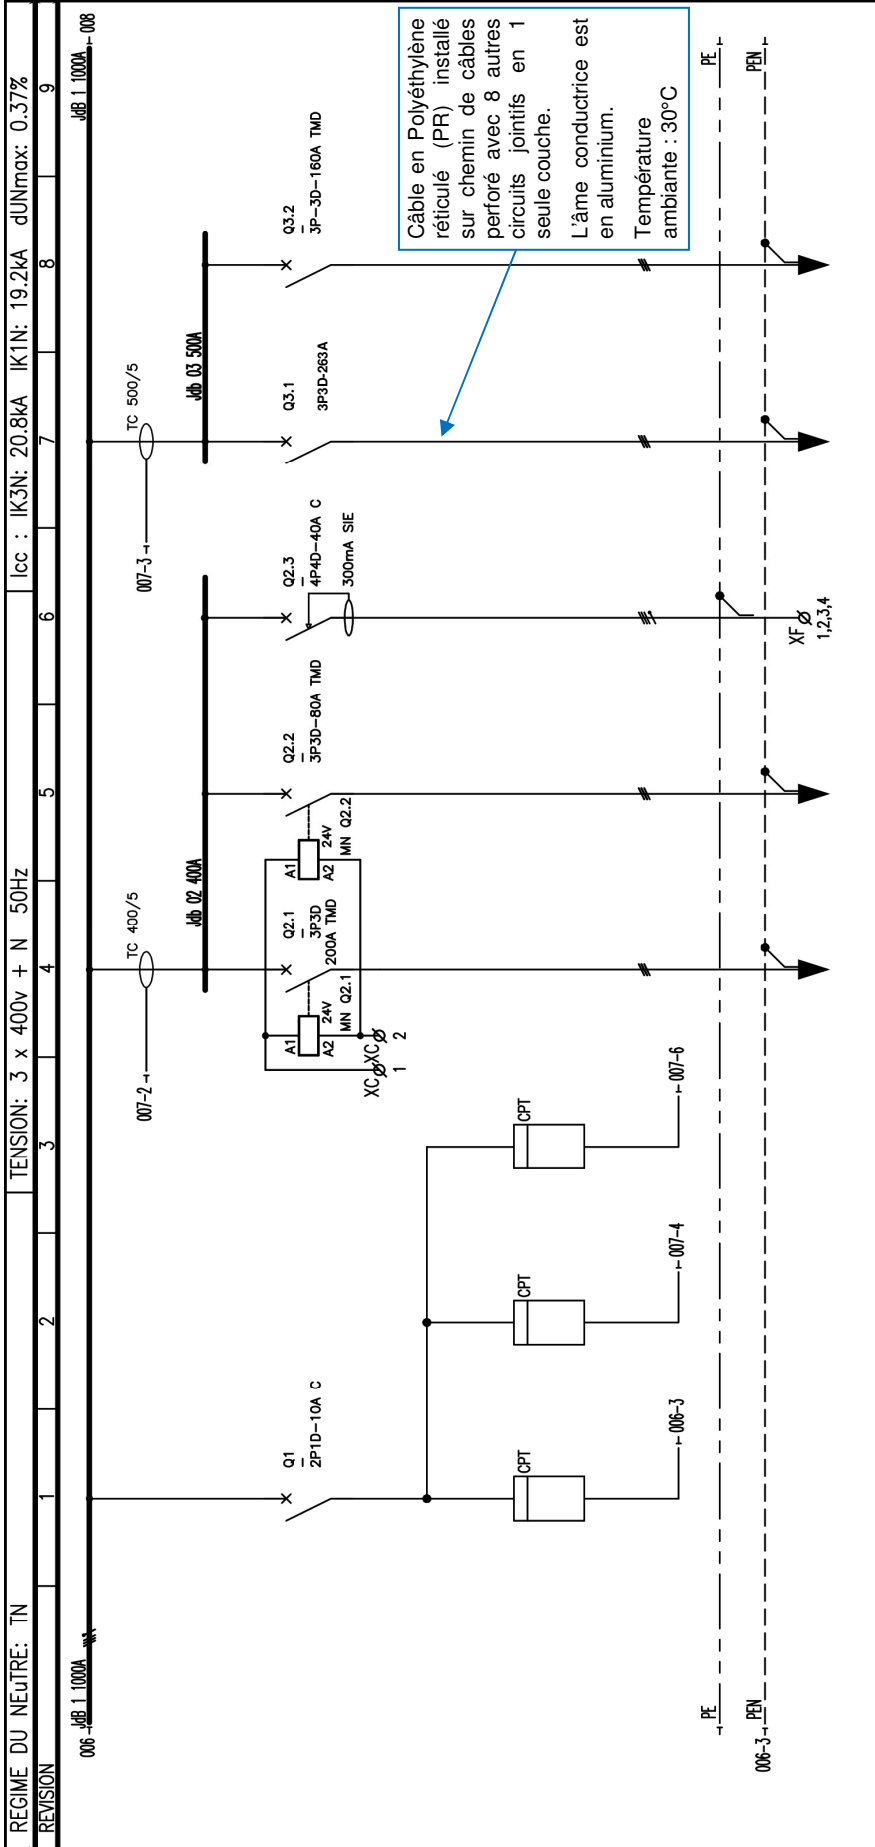 REGIME DU NEuTRE: TN
TENSION: 3 x 400v + N 50Hz
Icc : IK3N: 20.8kA IK1N: 19.2kA dUNmax: 0.37%
REVISION
1
2
3
4
5
6
7
8
9
006
JdB 1 1000A
JdB 1 1000A
008
007-2
TC 400/5
007-3
TC 500/5
Jdb 02 400A
Jdb 03 500A
Q1
2P1D-10A C
A1
A2
24V
MN Q2.1
Q2.1
3P3D
200A TMD
A1
A2
24V
MN Q2.2
Q2.2
3P3D-80A TMD
Q2.3
4P4D-40A C
300mA SIE
Q3.1
3P3D-263A
Q3.2
3P-3D-160A TMD
XC
1
XC
2
CPT
006-3
CPT
007-4
CPT
007-6
Câble en Polyéthylène
réticulé (PR) installé
sur chemin de câbles
perforé avec 8 autres
circuits jointifs en 1
seule couche.
L'âme conductrice est
en aluminium.
Température
ambiante : 30°C
PE
PE
006-3
PEN
PEN
XF
1,2,3,4